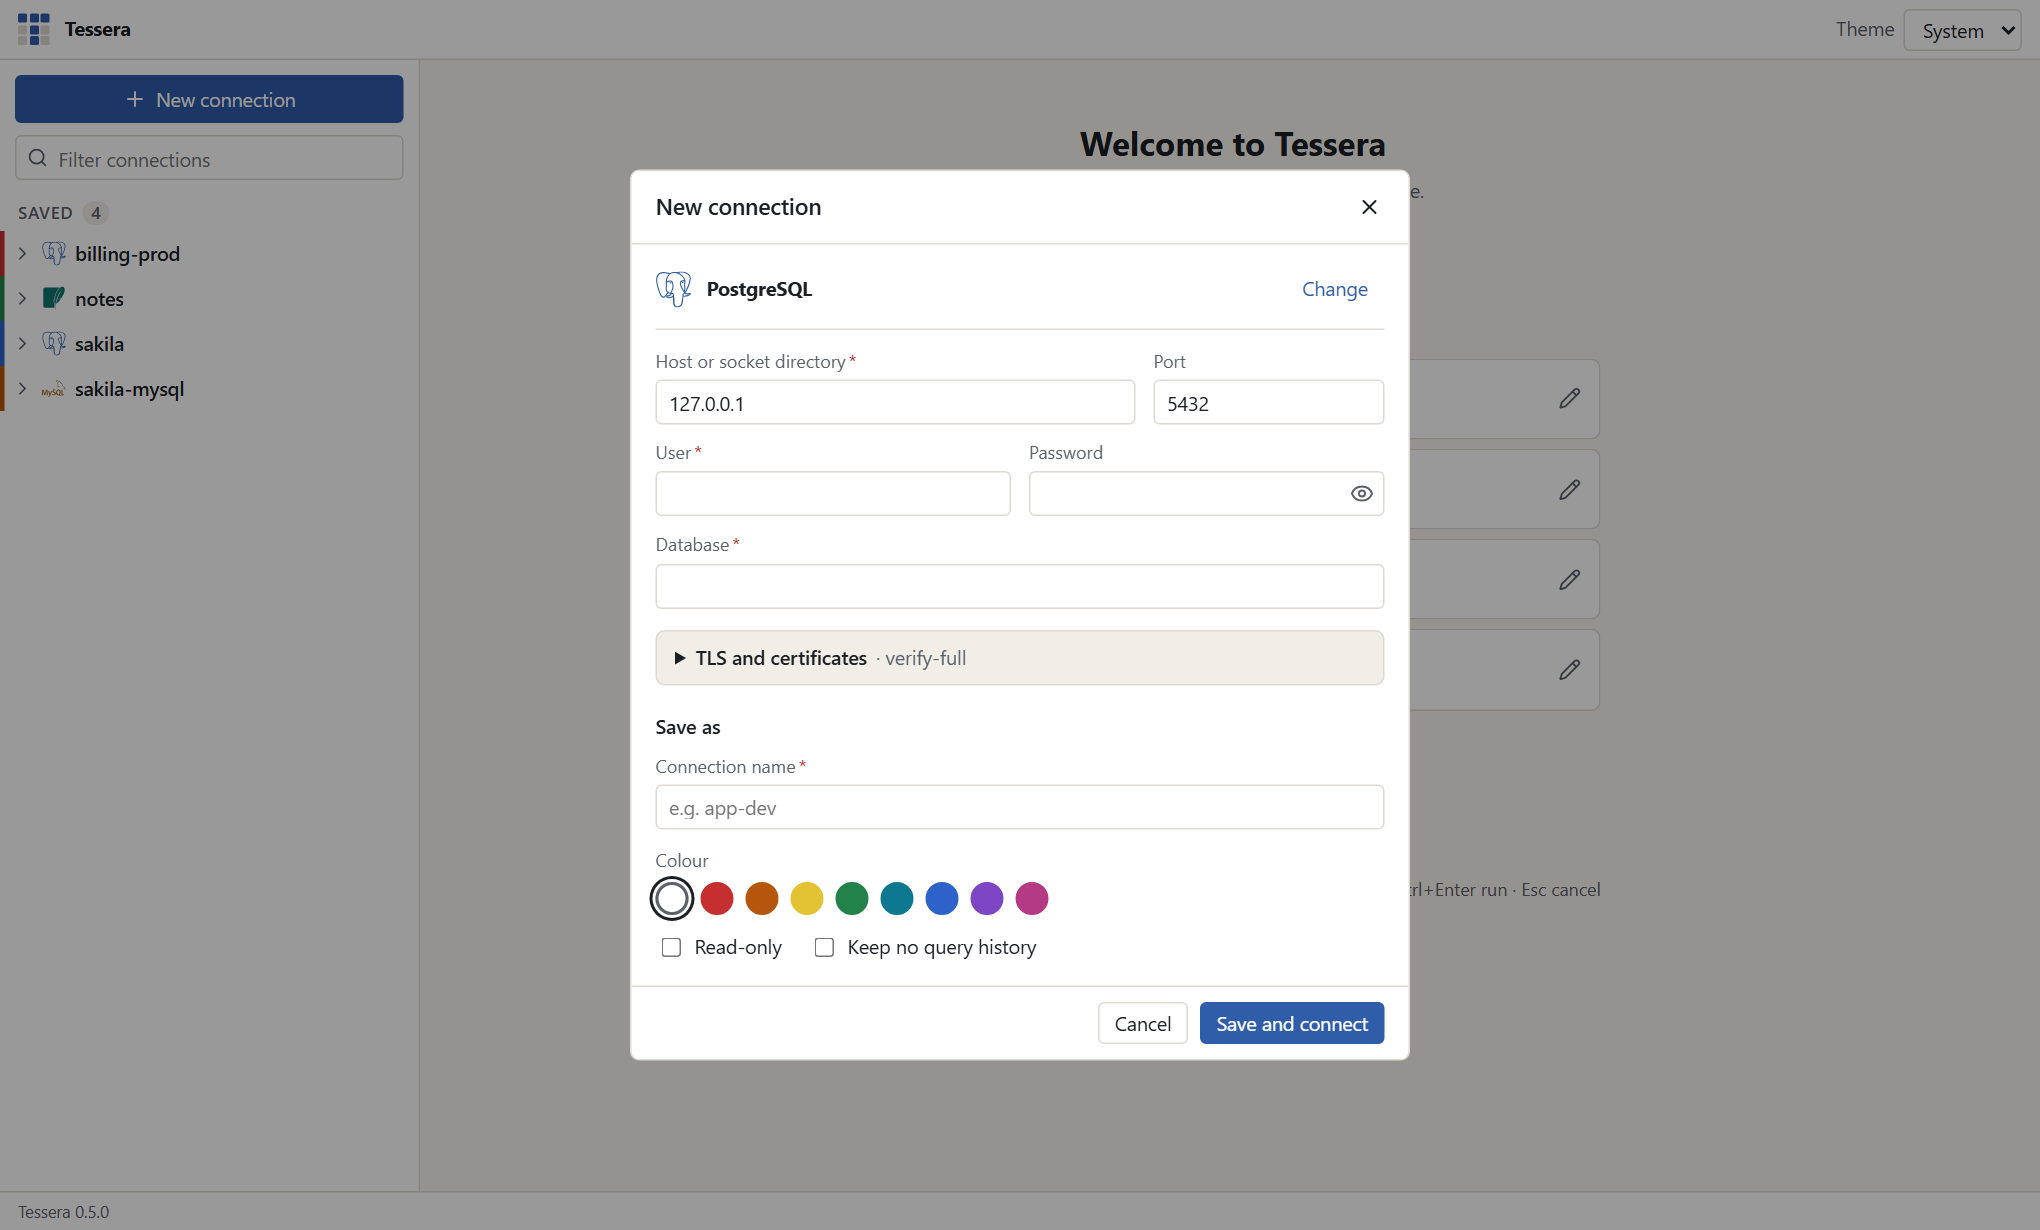 Tessera
Theme
System
New connection
Filter connections
SAVED 4
billing-prod
notes
sakila
MySQL sakila-mysql
Welcome to Tessera
e.
New connection
PostgreSQL
Change
Host or socket directory*
Port
127.0.0.1
5432
User*
Password
Database*
TLS and certificates · verify-full
Save as
Connection name*
e.g. app-dev
Colour
Read-only
Keep no query history
Cancel
Save and connect
rl+Enter run · Esc cancel
Tessera 0.5.0